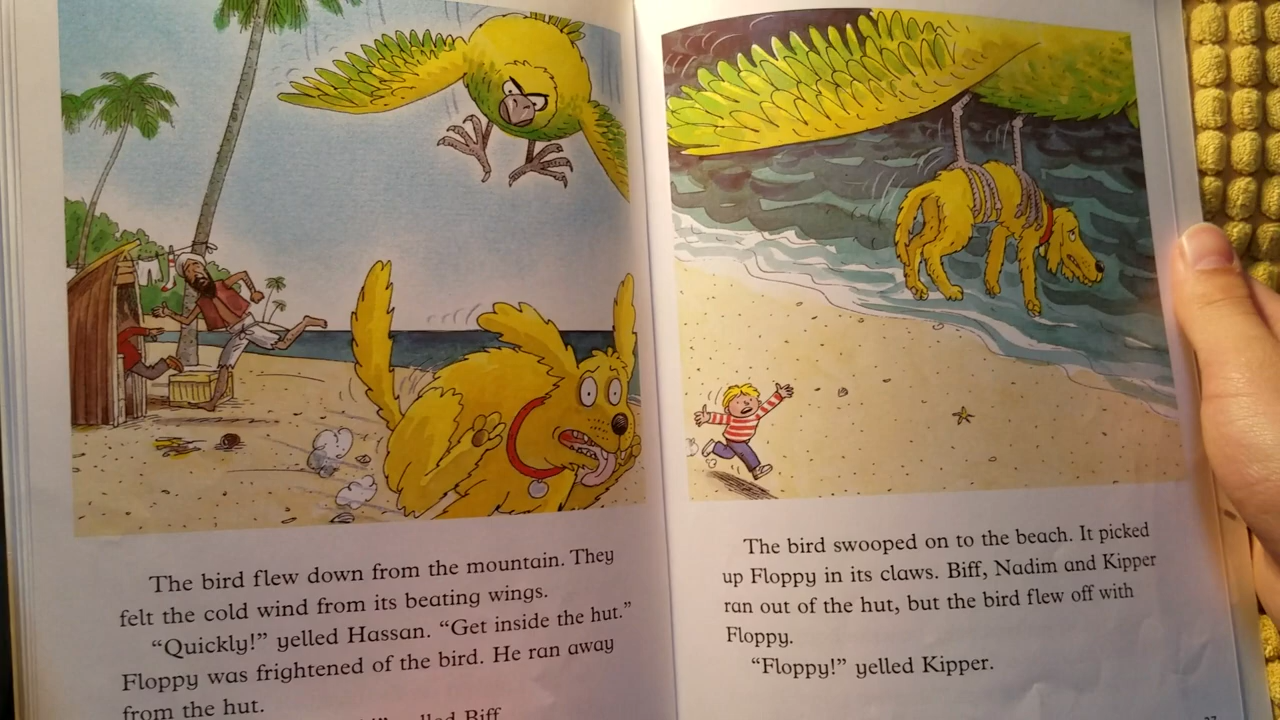 The bird flew down from the mountain. They
felt the cold wind from its beating wings.
“Quickly!” yelled Hassan. “Get inside the hut.”
Floppy was frightened of the bird. He ran away
from the hut.
yelled Biff.
The bird swooped on to the beach. It picked
up Floppy in its claws. Biff, Nadim and Kipper
ran out of the hut, but the bird flew off with
Floppy.
“Floppy!” yelled Kipper.